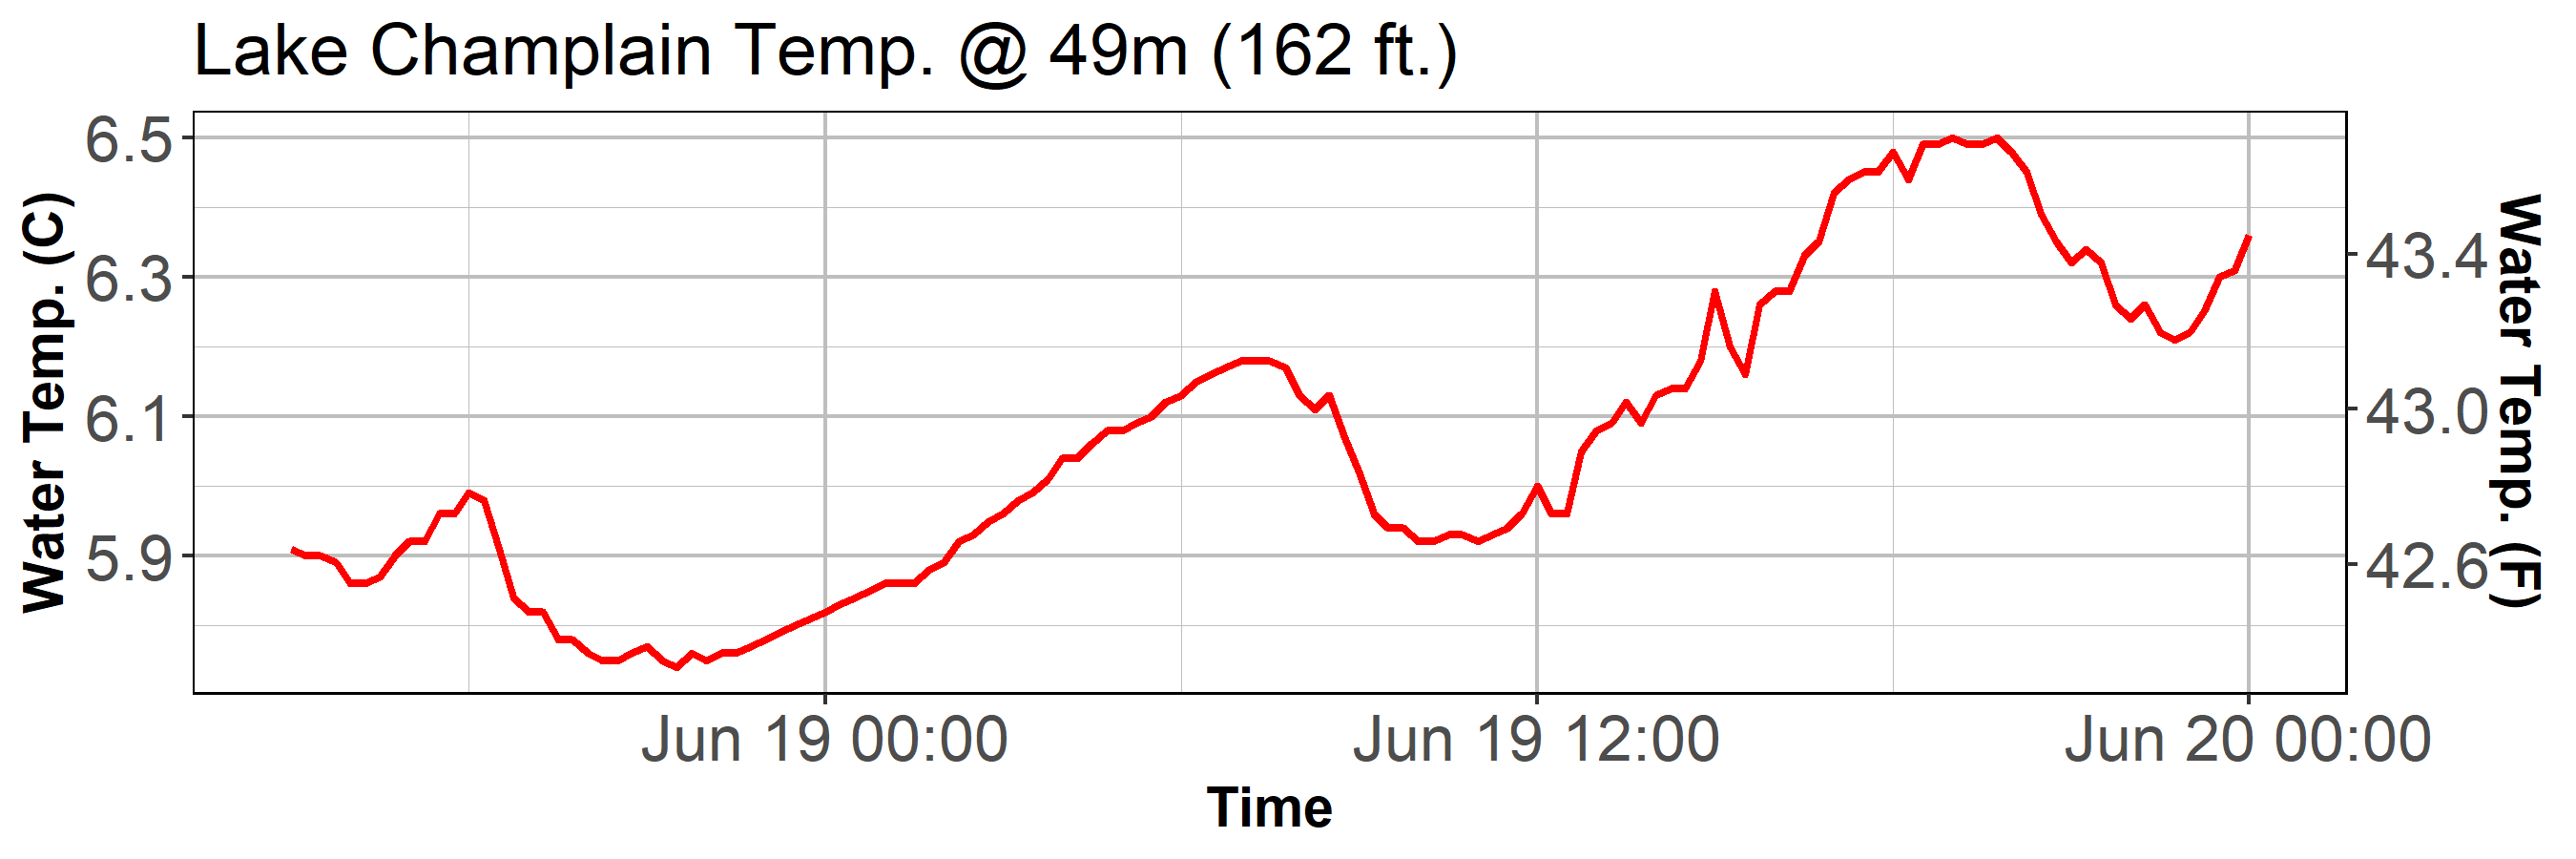 Lake Champlain Temp. @ 49m (162 ft.)
Water Temp. (C)
6.5
6.3
6.1
5.9
43.4
43.0
42.6
Water Temp. (F)
Jun 19 00:00
Jun 19 12:00
Jun 20 00:00
Time